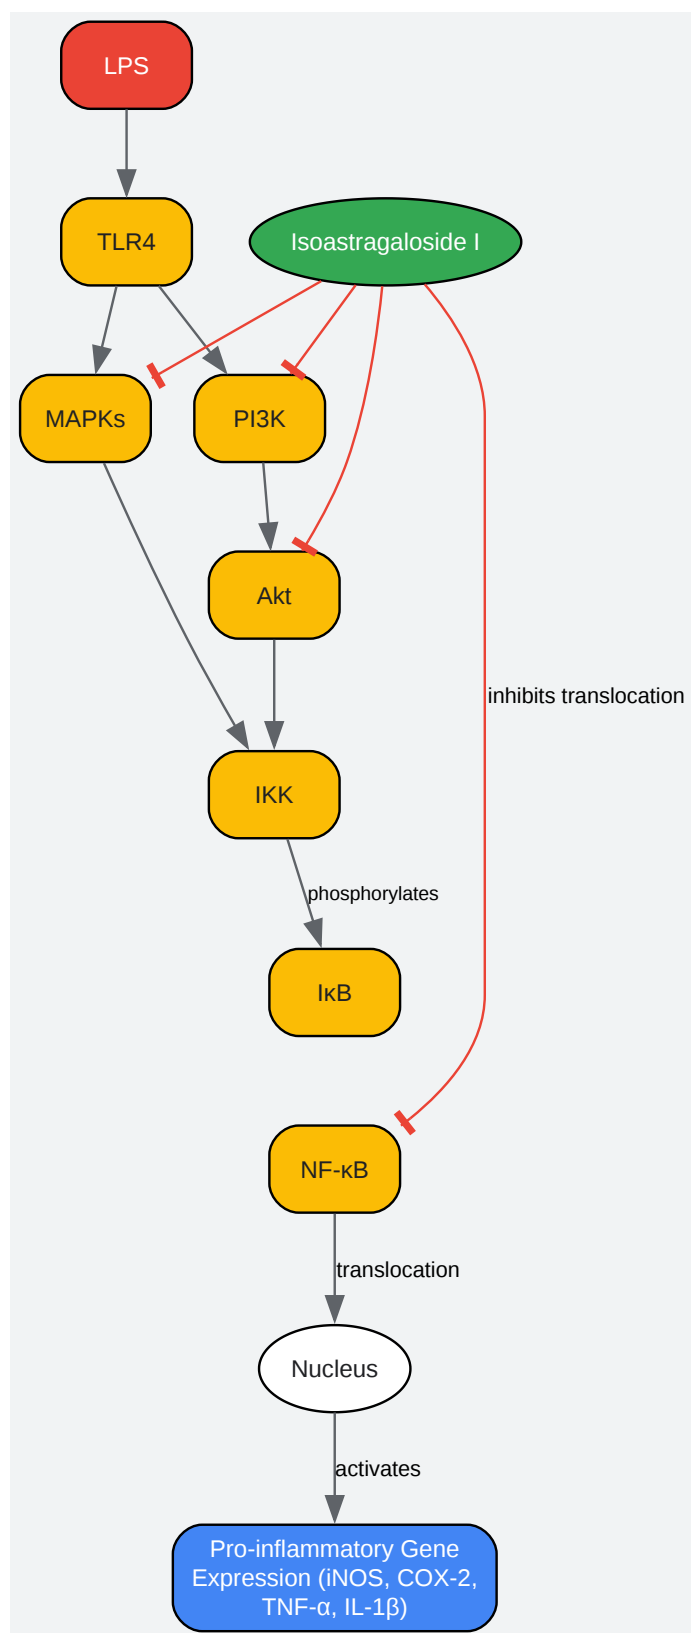 LPS
TLR4
Isoastragaloside I
MAPKs
PI3K
Akt
inhibits translocation
IKK
phosphorylates
IκB
NF-κB
translocation
Nucleus
activates
Pro-inflammatory Gene
Expression (iNOS, COX-2,
TNF-α, IL-1β)